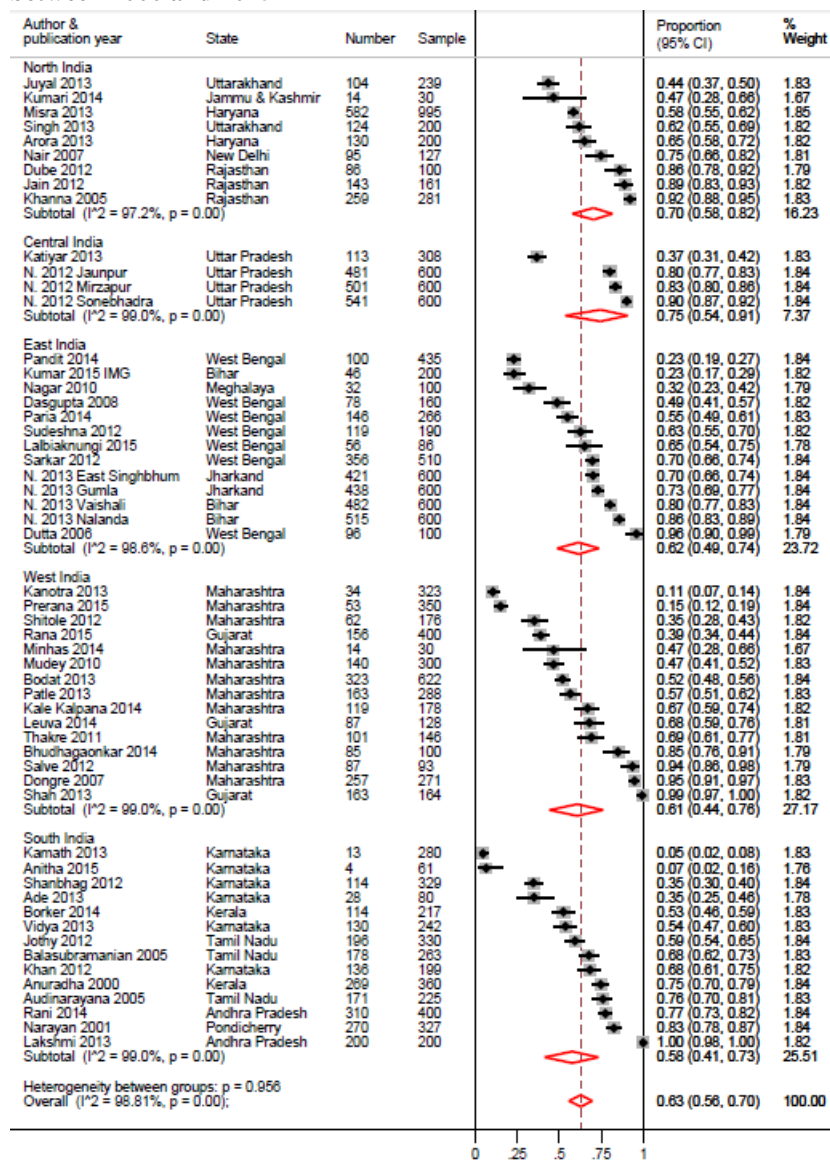 Author &
publication year State Number Sample Proportion (95% CI) % Weight
North India
Juyal 2013 Uttarakhand 104 239 0.44 (0.37, 0.50) 1.83
Kumari 2014 Jammu & Kashmir 14 30 0.47 (0.28, 0.66) 1.67
Misra 2013 Haryana 582 995 0.58 (0.55, 0.62) 1.85
Singh 2013 Uttarakhand 124 200 0.62 (0.55, 0.69) 1.82
Arora 2013 Haryana 130 200 0.65 (0.58, 0.72) 1.82
Nair 2007 New Delhi 95 127 0.75 (0.66, 0.82) 1.81
Dube 2012 Rajasthan 86 100 0.86 (0.78, 0.92) 1.79
Jain 2012 Rajasthan 143 161 0.89 (0.83, 0.93) 1.82
Khanna 2005 Rajasthan 259 281 0.92 (0.88, 0.95) 1.83
Subtotal (I^2 = 97.2%, p = 0.00) 0.70 (0.58, 0.82) 16.23
Central India
Katiyar 2013 Uttar Pradesh 113 308 0.37 (0.31, 0.42) 1.83
N. 2012 Jaunpur Uttar Pradesh 481 600 0.80 (0.77, 0.83) 1.84
N. 2012 Mirzapur Uttar Pradesh 501 600 0.83 (0.80, 0.86) 1.84
N. 2012 Sonebhadra Uttar Pradesh 541 600 0.90 (0.87, 0.92) 1.84
Subtotal (I^2 = 99.0%, p = 0.00) 0.75 (0.54, 0.91) 7.37
East India
Pandit 2014 West Bengal 100 435 0.23 (0.19, 0.27) 1.84
Kumar 2015 IMG Bihar 46 200 0.23 (0.17, 0.29) 1.82
Nagar 2010 Meghalaya 32 100 0.32 (0.23, 0.42) 1.79
Dasgupta 2008 West Bengal 78 160 0.49 (0.41, 0.57) 1.82
Paria 2014 West Bengal 146 266 0.55 (0.49, 0.61) 1.83
Sudeshna 2012 West Bengal 119 190 0.63 (0.55, 0.70) 1.82
Lalbiaknungi 2015 West Bengal 56 86 0.65 (0.54, 0.75) 1.78
Sarkar 2012 West Bengal 356 510 0.70 (0.66, 0.74) 1.84
N. 2013 East Singhbhum Jharkand 421 600 0.70 (0.66, 0.74) 1.84
N. 2013 Gumla Jharkand 438 600 0.73 (0.69, 0.77) 1.84
N. 2013 Vaishali Bihar 482 600 0.80 (0.77, 0.83) 1.84
N. 2013 Nalanda Bihar 515 600 0.86 (0.83, 0.89) 1.84
Dutta 2006 West Bengal 96 100 0.96 (0.90, 0.99) 1.79
Subtotal (I^2 = 98.6%, p = 0.00) 0.62 (0.49, 0.74) 23.72
West India
Kanotra 2013 Maharashtra 34 323 0.11 (0.07, 0.14) 1.84
Prerana 2015 Maharashtra 53 350 0.15 (0.12, 0.19) 1.84
Shitole 2012 Maharashtra 62 176 0.35 (0.28, 0.43) 1.82
Rana 2015 Gujarat 156 400 0.39 (0.34, 0.44) 1.84
Minhas 2014 Maharashtra 14 30 0.47 (0.28, 0.66) 1.67
Mudey 2010 Maharashtra 140 300 0.47 (0.41, 0.52) 1.83
Bodat 2013 Maharashtra 323 622 0.52 (0.48, 0.56) 1.84
Patle 2013 Maharashtra 163 288 0.57 (0.51, 0.62) 1.83
Kale Kalpana 2014 Maharashtra 119 178 0.67 (0.59, 0.74) 1.82
Leuva 2014 Gujarat 87 128 0.68 (0.59, 0.76) 1.81
Thakre 2011 Maharashtra 101 146 0.69 (0.61, 0.77) 1.81
Bhudhagaonkar 2014 Maharashtra 85 100 0.85 (0.76, 0.91) 1.79
Salve 2012 Maharashtra 87 93 0.94 (0.86, 0.98) 1.79
Dongre 2007 Maharashtra 257 271 0.95 (0.91, 0.97) 1.83
Shah 2013 Gujarat 163 164 0.99 (0.97, 1.00) 1.82
Subtotal (I^2 = 99.0%, p = 0.00) 0.61 (0.44, 0.76) 27.17
South India
Kamath 2013 Karnataka 13 280 0.05 (0.02, 0.08) 1.83
Anitha 2015 Karnataka 4 61 0.07 (0.02, 0.16) 1.76
Shanbhag 2012 Karnataka 114 329 0.35 (0.30, 0.40) 1.84
Ade 2013 Karnataka 28 80 0.35 (0.25, 0.46) 1.78
Borker 2014 Kerala 114 217 0.53 (0.46, 0.59) 1.83
Vidya 2013 Karnataka 130 242 0.54 (0.47, 0.60) 1.83
Jothy 2012 Tamil Nadu 196 330 0.59 (0.54, 0.65) 1.84
Balasubramanian 2005 Tamil Nadu 178 263 0.68 (0.62, 0.73) 1.83
Khan 2012 Karnataka 136 199 0.68 (0.61, 0.75) 1.82
Anuradha 2000 Kerala 269 360 0.75 (0.70, 0.79) 1.84
Audinarayana 2005 Tamil Nadu 171 225 0.76 (0.70, 0.81) 1.83
Rani 2014 Andhra Pradesh 310 400 0.77 (0.73, 0.82) 1.84
Narayan 2001 Pondicherry 270 327 0.83 (0.78, 0.87) 1.84
Lakshmi 2013 Andhra Pradesh 200 200 1.00 (0.98, 1.00) 1.82
Subtotal (I^2 = 99.0%, p = 0.00) 0.58 (0.41, 0.73) 25.51
Heterogeneity between groups: p = 0.956
Overall (I^2 = 98.81%, p = 0.00); 0.63 (0.56, 0.70) 100.00
0 .25 .5 .75 1